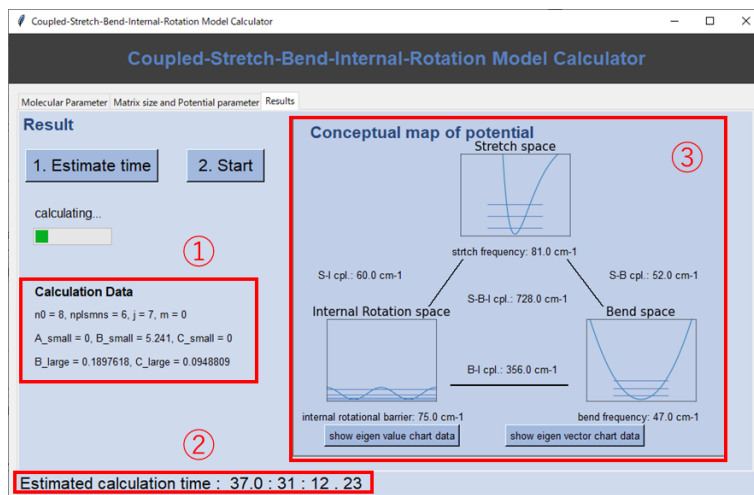 Coupled-Stretch-Bend-Internal-Rotation Model Calculator
Coupled-Stretch-Bend-Internal-Rotation Model Calculator
Molecular Parameter Matrix size and Potential parameter Results
Result
1. Estimate time 2. Start
calculating...
①
Calculation Data
n0 = 8, nplsmns = 6, j = 7, m = 0
A_small = 0, B_small = 5.241, C_small = 0
B_large = 0.1897618, C_large = 0.0948809
Conceptual map of potential
③
Stretch space
strtch frequency: 81.0 cm-1
S-I cpl.: 60.0 cm-1
S-B cpl.: 52.0 cm-1
S-B-I cpl.: 728.0 cm-1
Internal Rotation space
Bend space
B-I cpl.: 356.0 cm-1
internal rotational barrier: 75.0 cm-1
bend frequency: 47.0 cm-1
show eigen value chart data
show eigen vector chart data
②
Estimated calculation time : 37.0 : 31 : 12 . 23